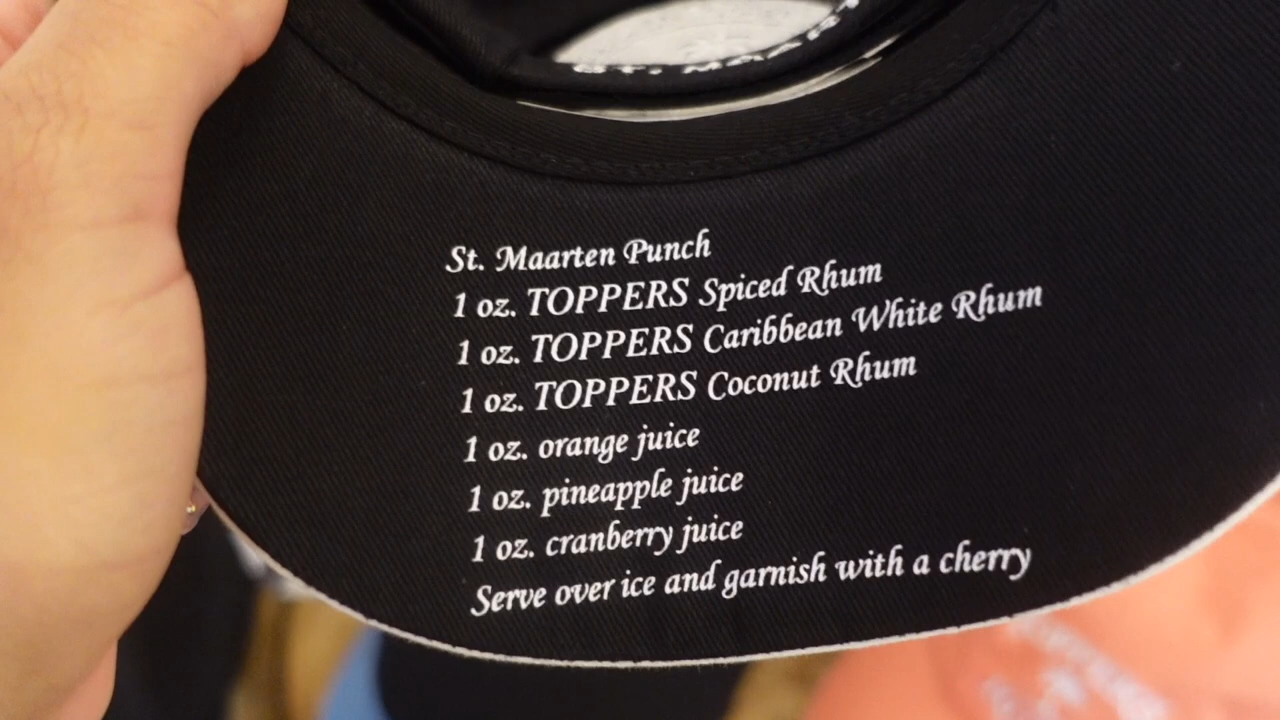 ST. MAART
St. Maarten Punch
1 oz. TOPPERS Spiced Rhum
1 oz. TOPPERS Caribbean White Rhum
1 oz. TOPPERS Coconut Rhum
1 oz. orange juice
1 oz. pineapple juice
1 oz. cranberry juice
Serve over ice and garnish with a cherry